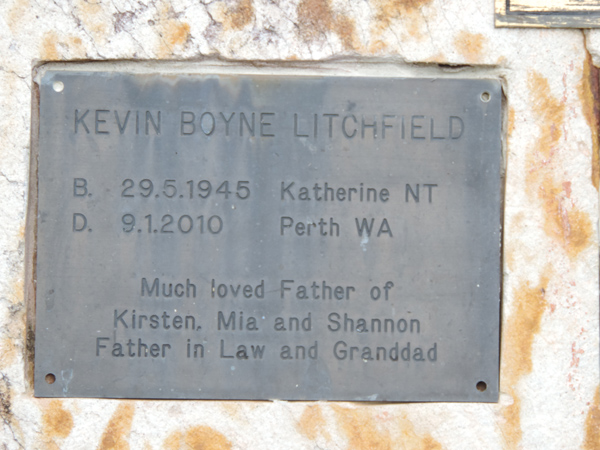 KEVIN BOYNE LITCHFIELD
B. 29.5.1945 Katherine NT
D. 9.1.2010 Perth WA
Much loved Father of
Kirsten, Mia and Shannon
Father in Law and Granddad